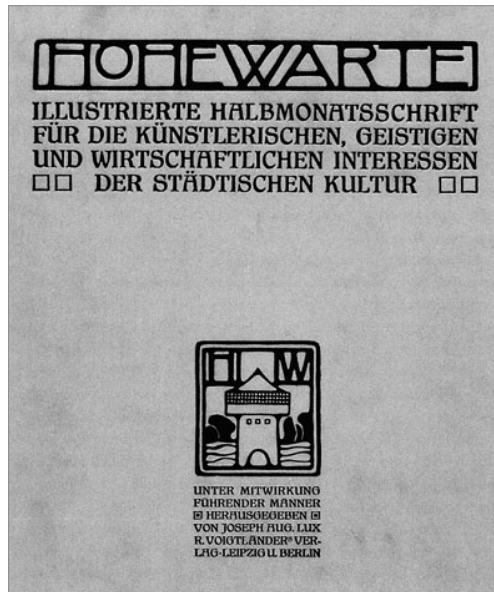 HOHE WARTE
ILLUSTRIERTE HALBMONATSSCHRIFT
FÜR DIE KÜNSTLERISCHEN, GEISTIGEN
UND WIRTSCHAFTLICHEN INTERESSEN
DER STÄDTISCHEN KULTUR
H W
UNTER MITWIRKUNG
FÜHRENDER MÄNNER
HERAUSGEGEBEN
VON JOSEPH AUG. LUX
R. VOIGTLÄNDERS VER-
LAG-LEIPZIG U. BERLIN